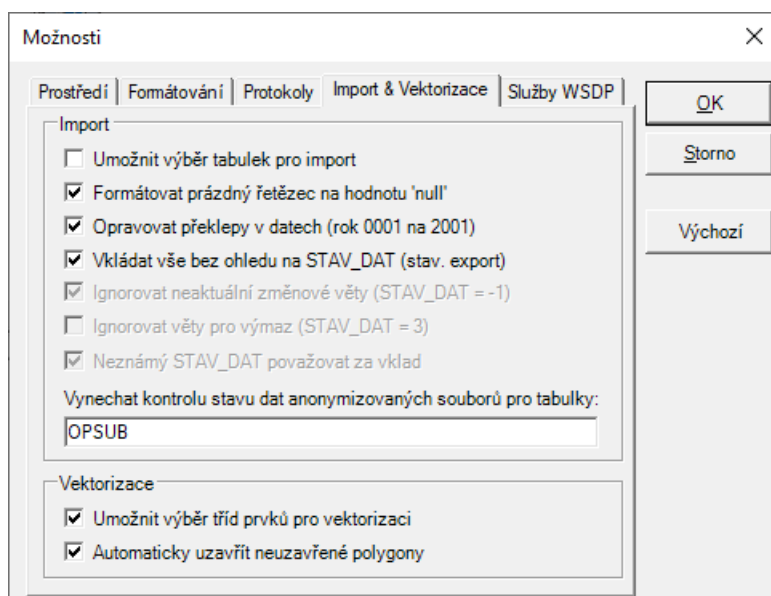 Možnosti
Prostředí
Formátování
Protokoly
Import & Vektorizace
Služby WSDP
OK
Storno
Výchozí
Import
Umožnit výběr tabulek pro import
Formátovat prázdný řetězec na hodnotu 'null'
Opravovat překlepy v datech (rok 0001 na 2001)
Vkládat vše bez ohledu na STAV_DAT (stav. export)
Ignorovat neaktuální změnové věty (STAV_DAT = -1)
Ignorovat věty pro výmaz (STAV_DAT = 3)
Neznámý STAV_DAT považovat za vklad
Vynechat kontrolu stavu dat anonymizovaných souborů pro tabulky:
OPSUB
Vektorizace
Umožnit výběr tříd prvků pro vektorizaci
Automaticky uzavřít neuzavřené polygony